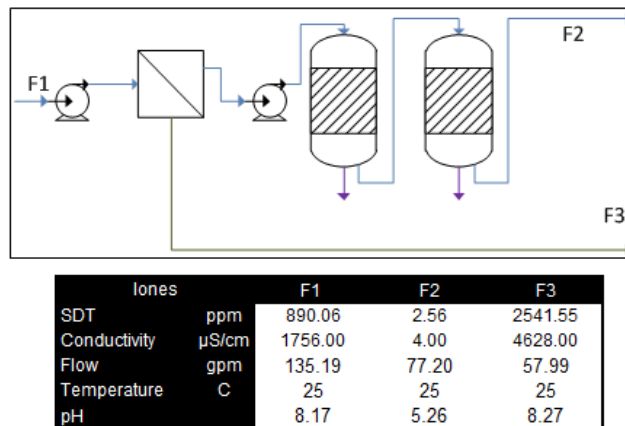 F1
F2
F3
Iones F1 F2 F3
SDT ppm 890.06 2.56 2541.55
Conductivity µS/cm 1756.00 4.00 4628.00
Flow gpm 135.19 77.20 57.99
Temperature C 25 25 25
pH 8.17 5.26 8.27